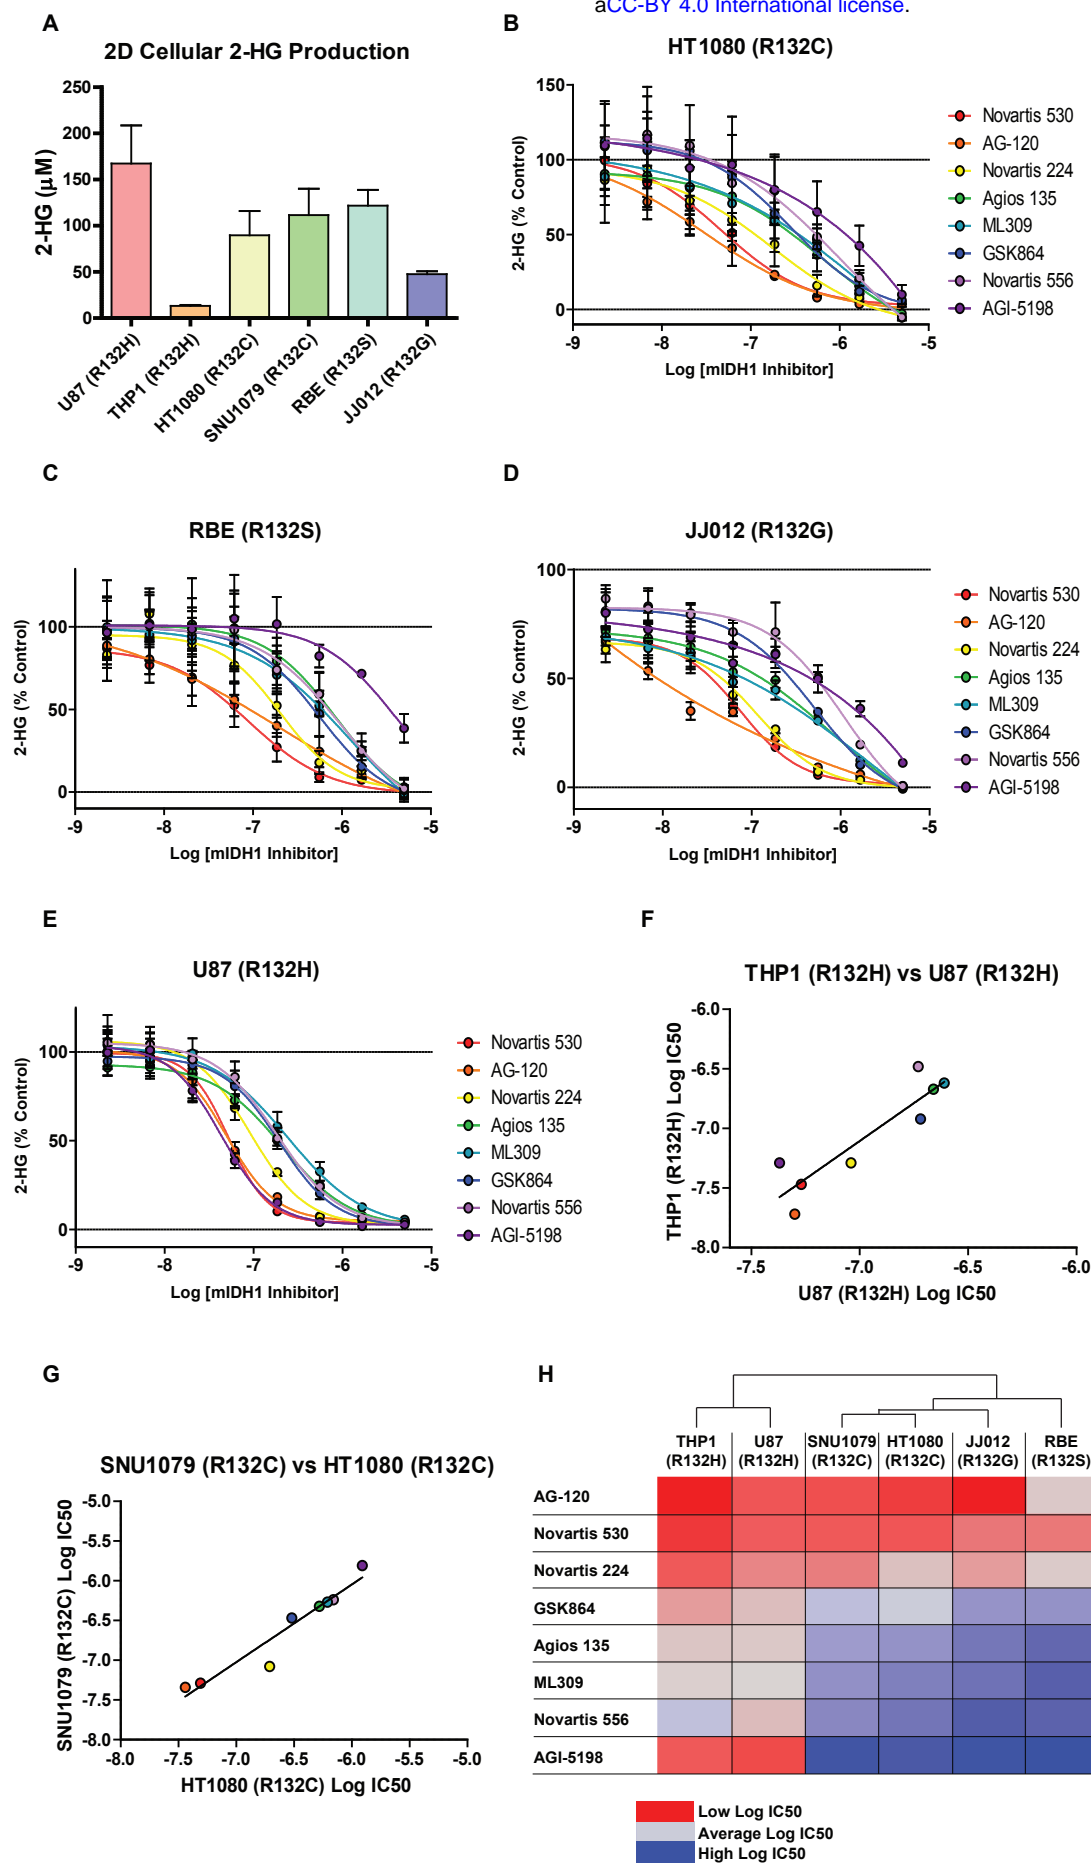 aCC-BY 4.0 International license.
A
2D Cellular 2-HG Production
2-HG (µM)
250
200
150
100
50
0
U87 (R132H)
THP1 (R132H)
HT1080 (R132C)
SNU1079 (R132C)
RBE (R132S)
JJ012 (R132G)
B
HT1080 (R132C)
2-HG (% Control)
150
100
50
0
-9
-8
-7
-6
-5
Log [mIDH1 Inhibitor]
Novartis 530
AG-120
Novartis 224
Agios 135
ML309
GSK864
Novartis 556
AGI-5198
C
RBE (R132S)
2-HG (% Control)
100
50
0
-9
-8
-7
-6
-5
Log [mIDH1 Inhibitor]
D
JJ012 (R132G)
2-HG (% Control)
100
50
0
-9
-8
-7
-6
-5
Log [mIDH1 Inhibitor]
Novartis 530
AG-120
Novartis 224
Agios 135
ML309
GSK864
Novartis 556
AGI-5198
E
U87 (R132H)
2-HG (% Control)
100
50
0
-9
-8
-7
-6
-5
Log [mIDH1 Inhibitor]
Novartis 530
AG-120
Novartis 224
Agios 135
ML309
GSK864
Novartis 556
AGI-5198
F
THP1 (R132H) vs U87 (R132H)
THP1 (R132H) Log IC50
-6.0
-6.5
-7.0
-7.5
-8.0
-7.5
-7.0
-6.5
-6.0
U87 (R132H) Log IC50
G
SNU1079 (R132C) vs HT1080 (R132C)
SNU1079 (R132C) Log IC50
-5.0
-5.5
-6.0
-6.5
-7.0
-7.5
-8.0
-8.0
-7.5
-7.0
-6.5
-6.0
-5.5
-5.0
HT1080 (R132C) Log IC50
H
THP1 U87 SNU1079 HT1080 JJ012 RBE
(R132H) (R132H) (R132C) (R132C) (R132G) (R132S)
AG-120
Novartis 530
Novartis 224
GSK864
Agios 135
ML309
Novartis 556
AGI-5198
Low Log IC50
Average Log IC50
High Log IC50